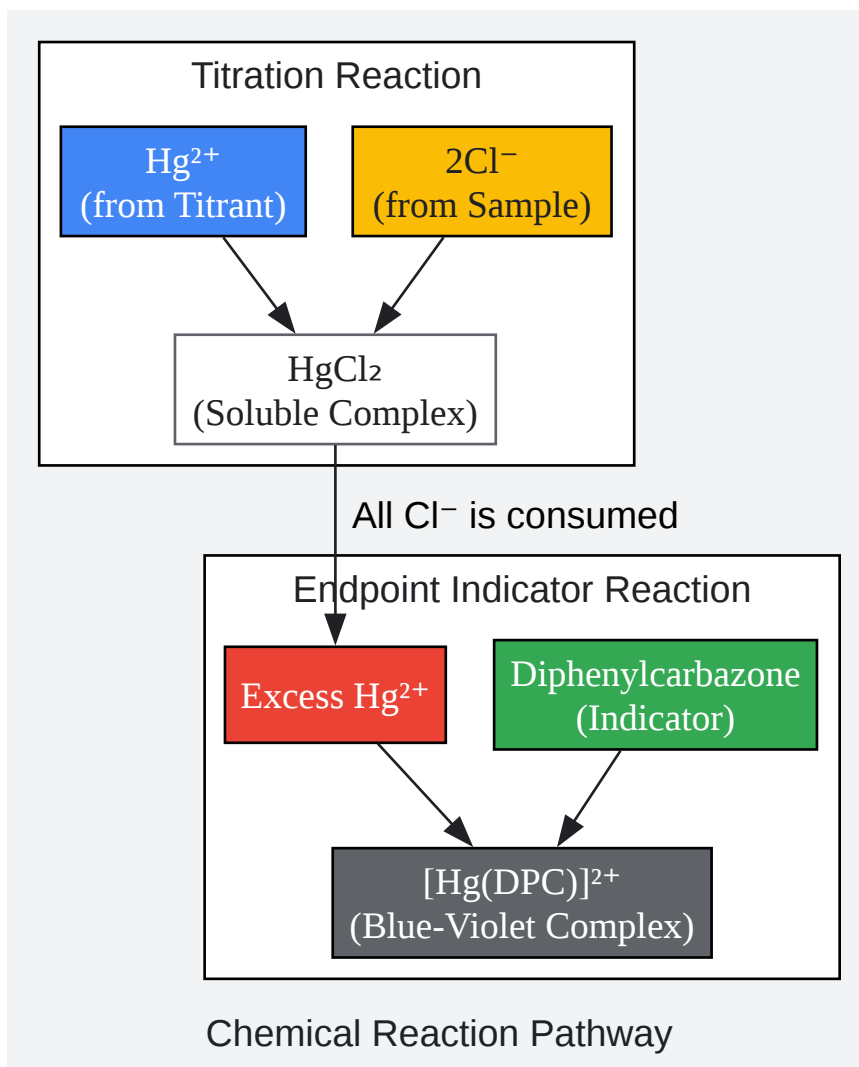 Titration Reaction
Hg²⁺
(from Titrant)
2Cl⁻
(from Sample)
HgCl₂
(Soluble Complex)
All Cl⁻ is consumed
Endpoint Indicator Reaction
Excess Hg²⁺
Diphenylcarbazone
(Indicator)
[Hg(DPC)]²⁺
(Blue-Violet Complex)
Chemical Reaction Pathway